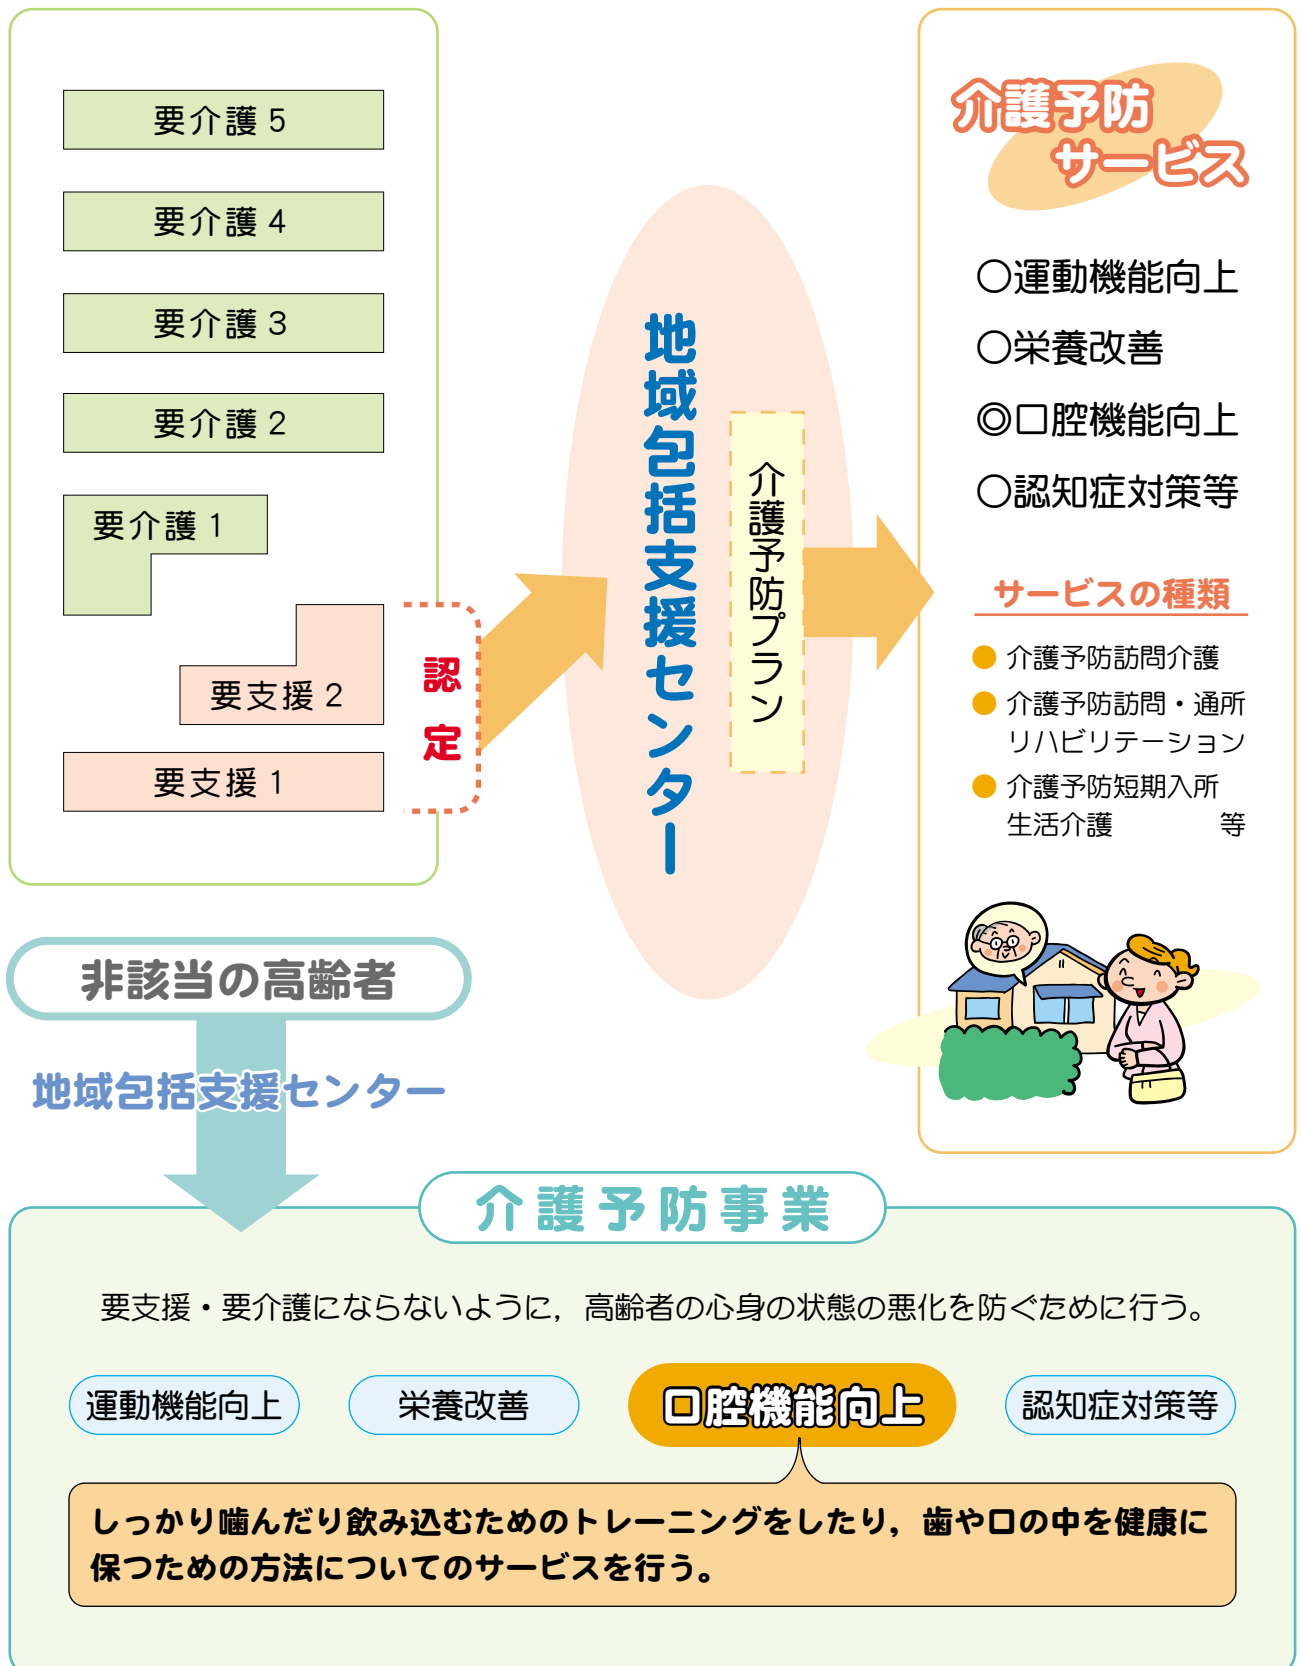 要介護5
要介護4
要介護3
要介護2
要介護1
要支援2
要支援1
認定
地域包括支援センター
介護予防プラン
介護予防
サービス
○運動機能向上
○栄養改善
◎口腔機能向上
○認知症対策等
サービスの種類
● 介護予防訪問介護
● 介護予防訪問・通所
リハビリテーション
● 介護予防短期入所
生活介護 等
非該当の高齢者
地域包括支援センター
介護予防事業
要支援・要介護にならないように，高齢者の心身の状態の悪化を防ぐために行う。
運動機能向上
栄養改善
口腔機能向上
認知症対策等
しっかり噛んだり飲み込むためのトレーニングをしたり，歯や口の中を健康に
保つための方法についてのサービスを行う。